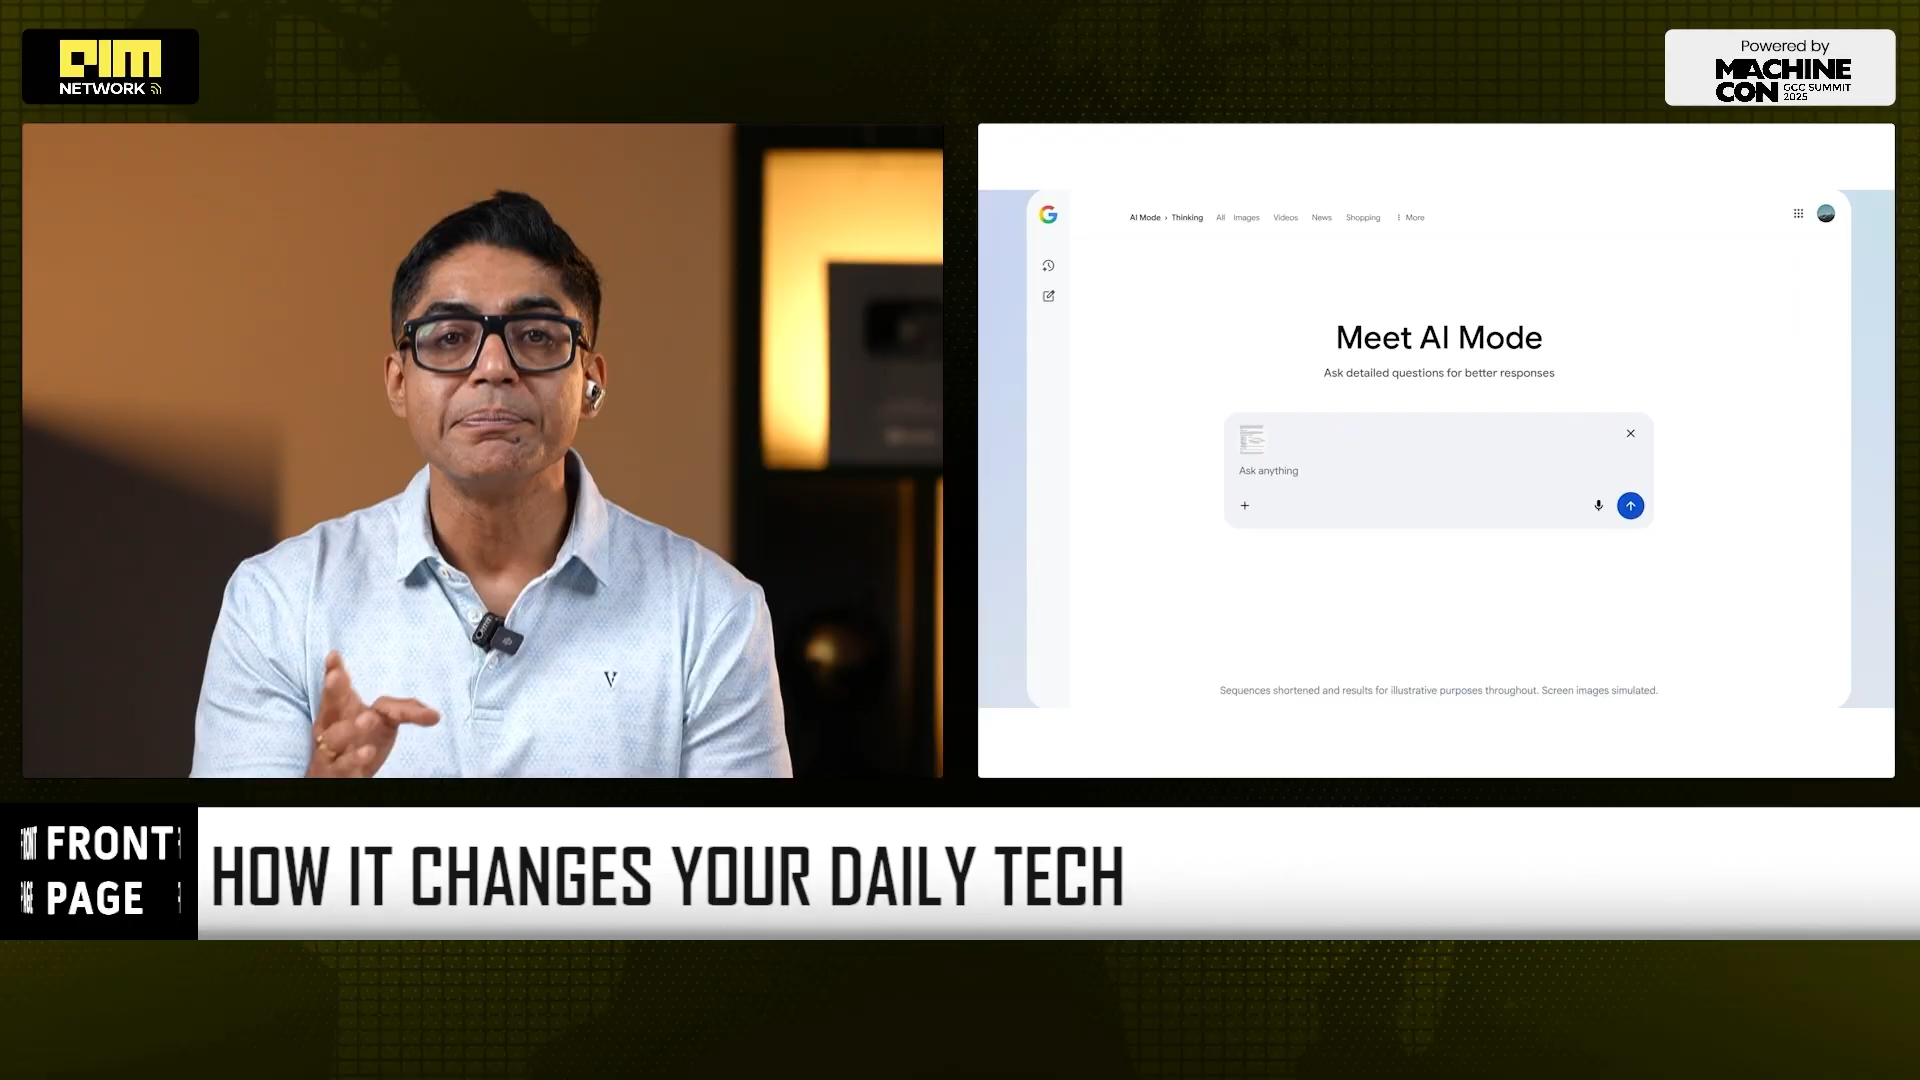 AIM
NETWORK
Powered by
MACHINE
CON GCC SUMMIT
2025
AI Mode › Thinking All Images Videos News Shopping More
Meet AI Mode
Ask detailed questions for better responses
Ask anything
Sequences shortened and results for illustrative purposes throughout. Screen images simulated.
V
FRONT
PAGE
HOW IT CHANGES YOUR DAILY TECH